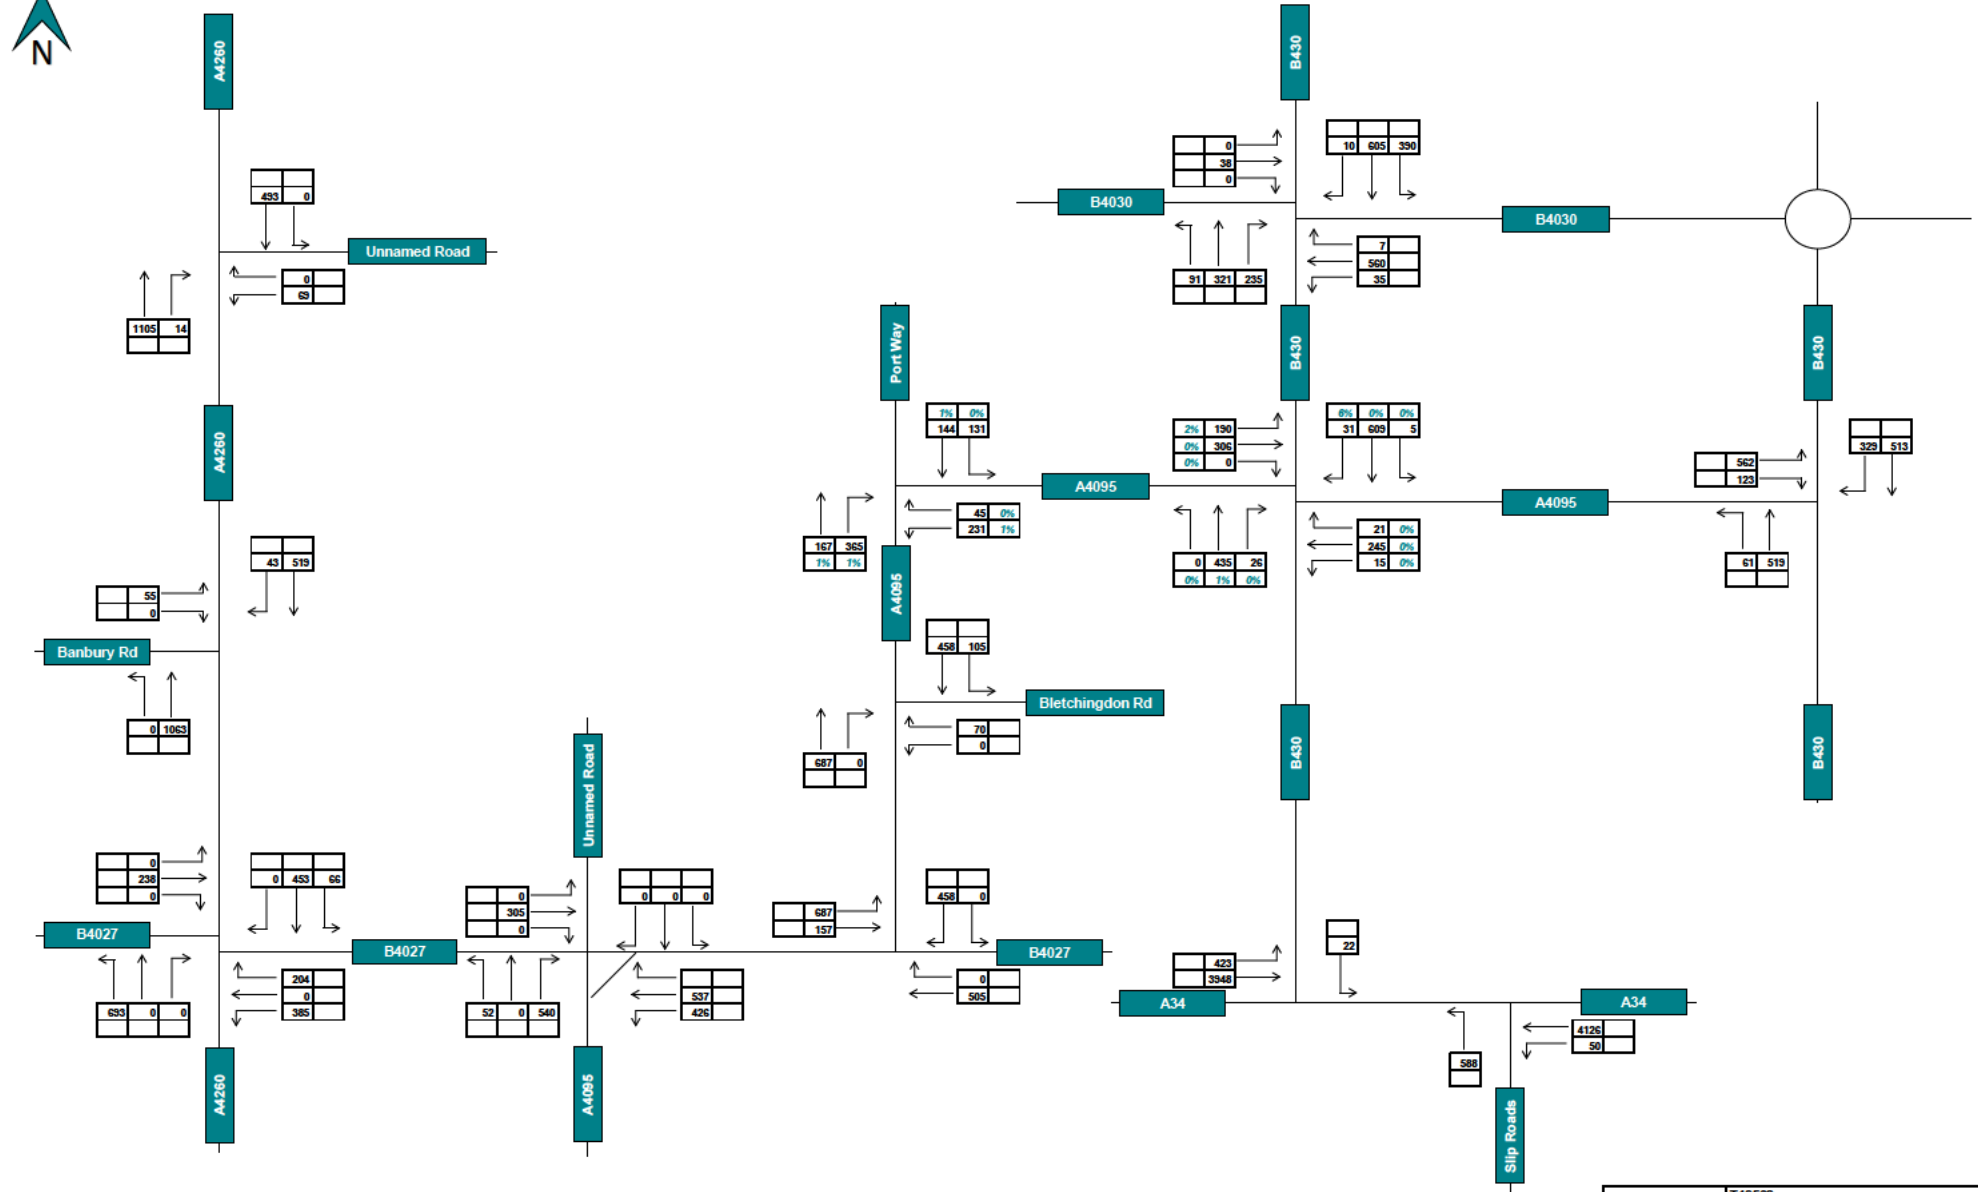 N
A4260
493 0
Unnamed Road
0
69
1105 14
A4260
43 519
55
0
Banbury Rd
0 1063
0
238
0
0 453 66
B4027
204
0
385
693 0 0
A4260
B4027
Unnamed Road
0
305
0
0 0 0
52 0 540
537
426
A4095
Port Way
1% 0%
144 131
45 0%
231 1%
167 365
1% 1%
A4095
A4095
458 105
Bletchingdon Rd
70
0
687 0
687
157
458 0
B4027
0
505
B430
0
38
0
10 605 390
B4030
B4030
91 321 235
7
560
35
B430
2% 190
0% 306
0% 0
6% 0% 0%
31 609 5
0 435 26
0% 1% 0%
21 0%
245 0%
15 0%
A4095
B430
562
123
329 513
61 519
B430
B430
423
3948
22
A34
A34
588
4126
50
Slip Roads